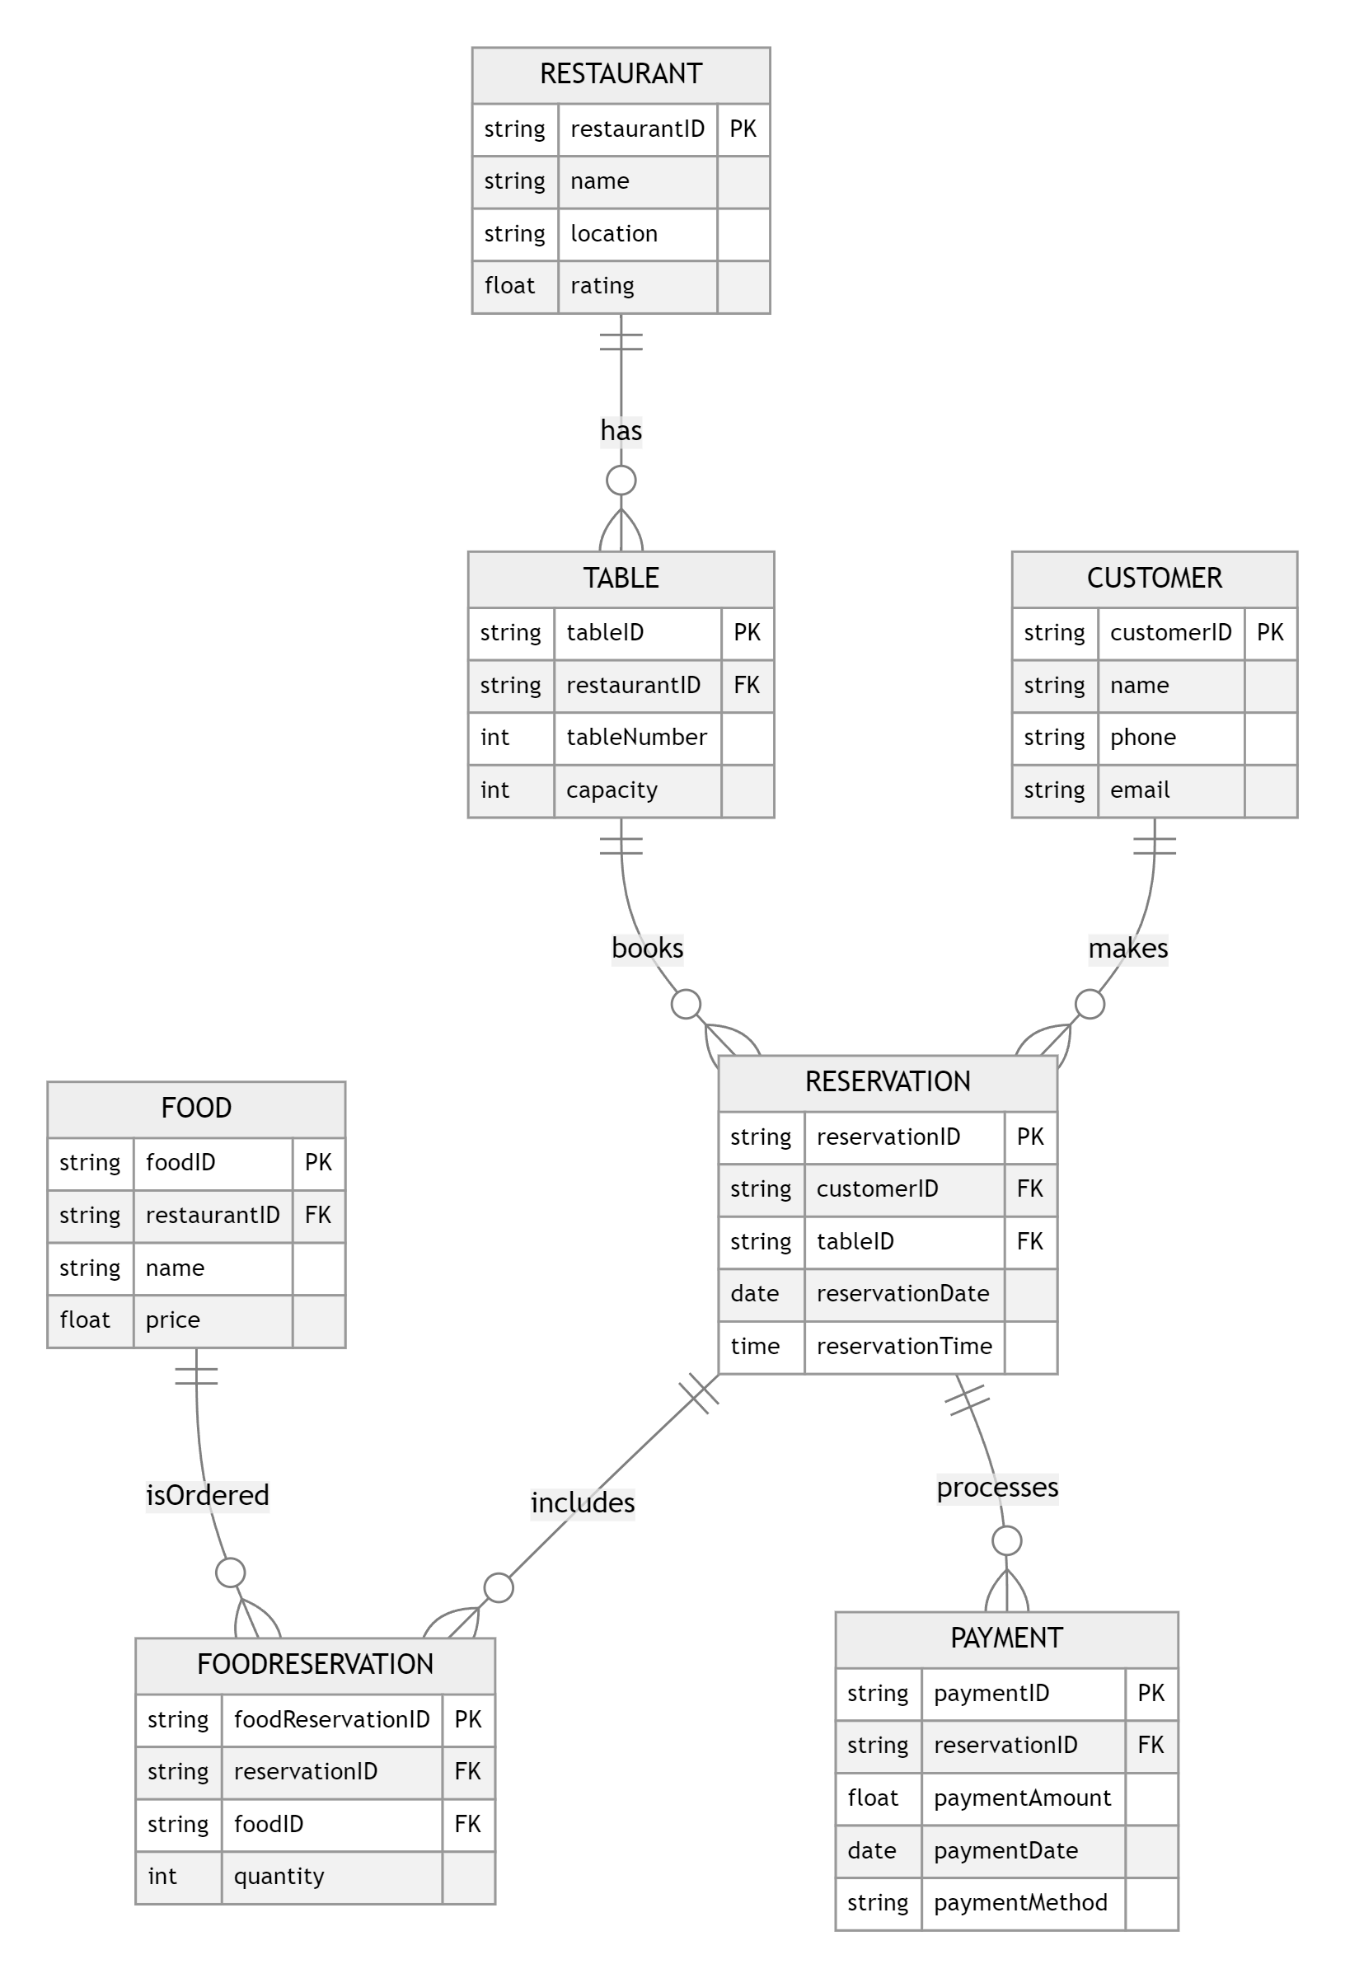 RESTAURANT
string restaurantID PK
string name
string location
float rating
has
TABLE
string tableID PK
string restaurantID FK
int tableNumber
int capacity
CUSTOMER
string customerID PK
string name
string phone
string email
books
makes
RESERVATION
string reservationID PK
string customerID FK
string tableID FK
date reservationDate
time reservationTime
FOOD
string foodID PK
string restaurantID FK
string name
float price
isOrdered
includes
processes
FOODRESERVATION
string foodReservationID PK
string reservationID FK
string foodID FK
int quantity
PAYMENT
string paymentID PK
string reservationID FK
float paymentAmount
date paymentDate
string paymentMethod